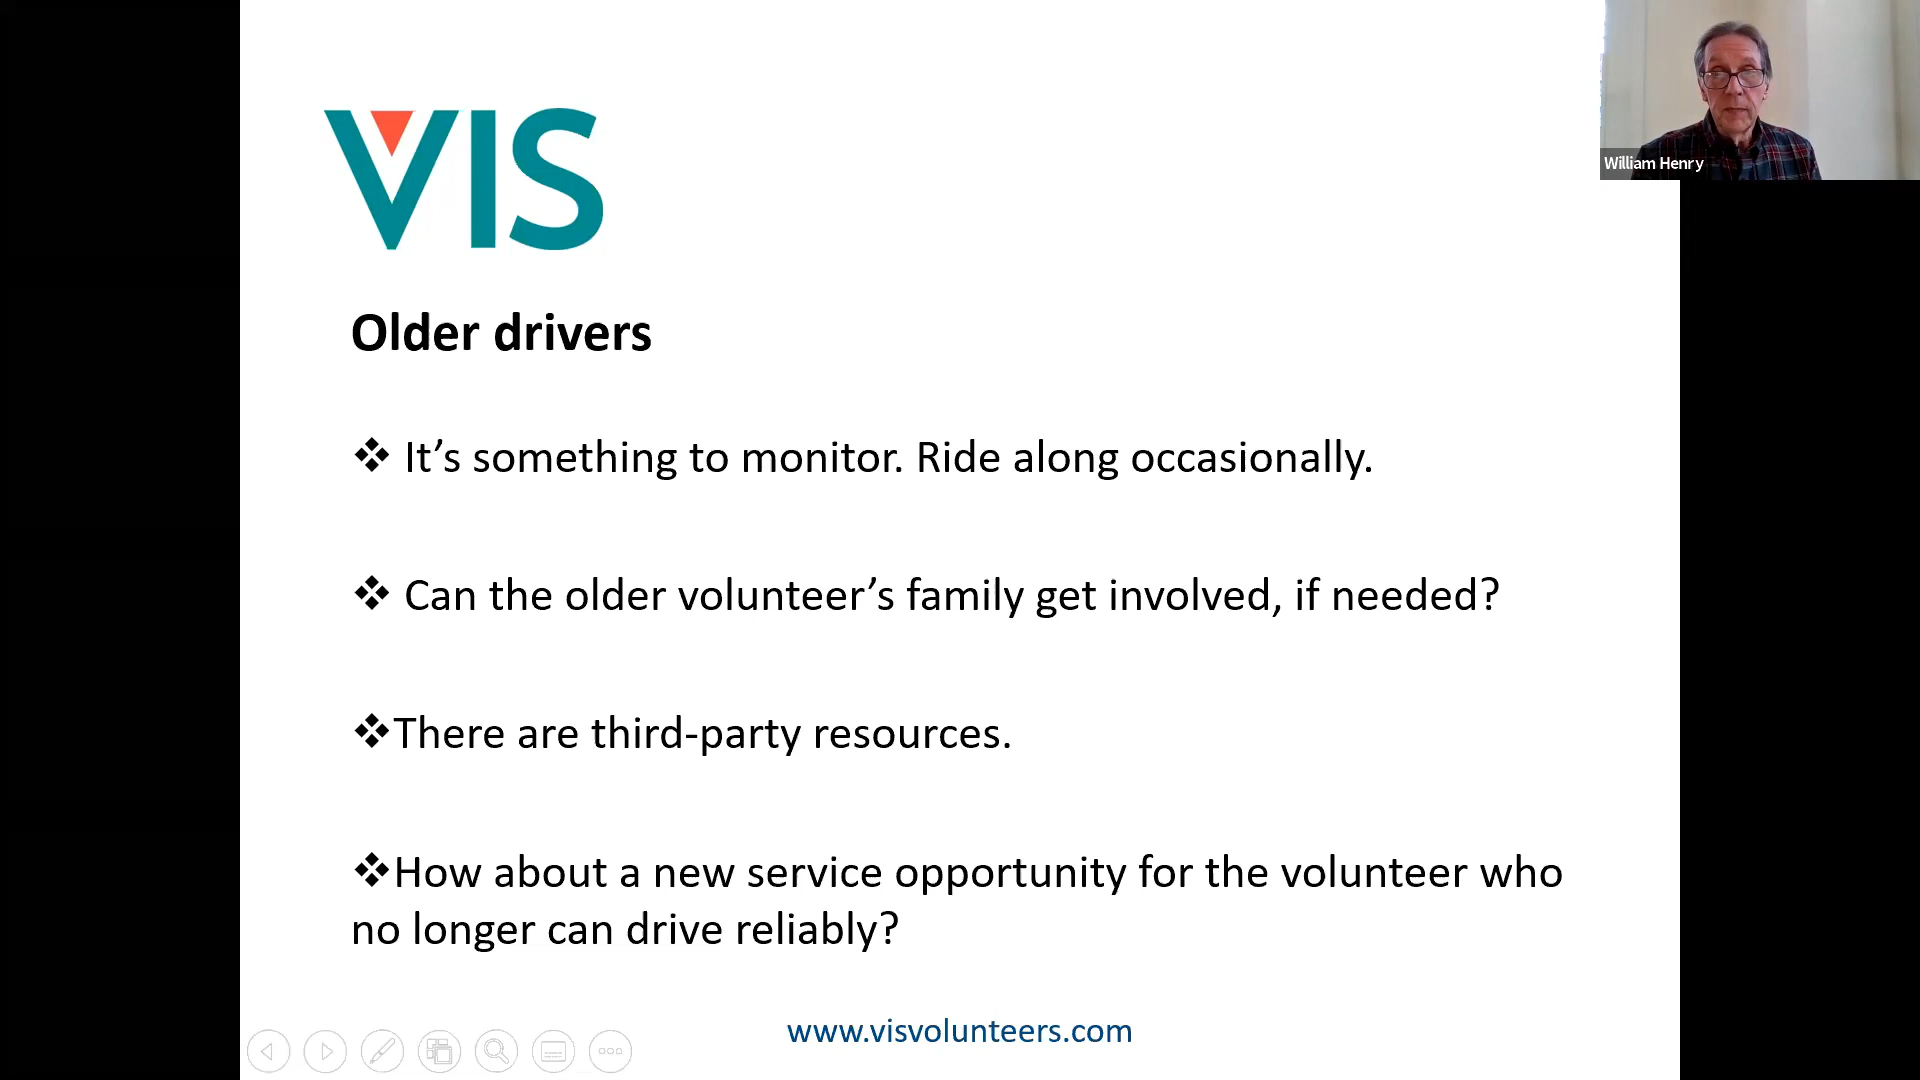 VIS
William Henry
Older drivers
❖ It’s something to monitor. Ride along occasionally.
❖ Can the older volunteer’s family get involved, if needed?
❖There are third-party resources.
❖How about a new service opportunity for the volunteer who
no longer can drive reliably?
www.visvolunteers.com